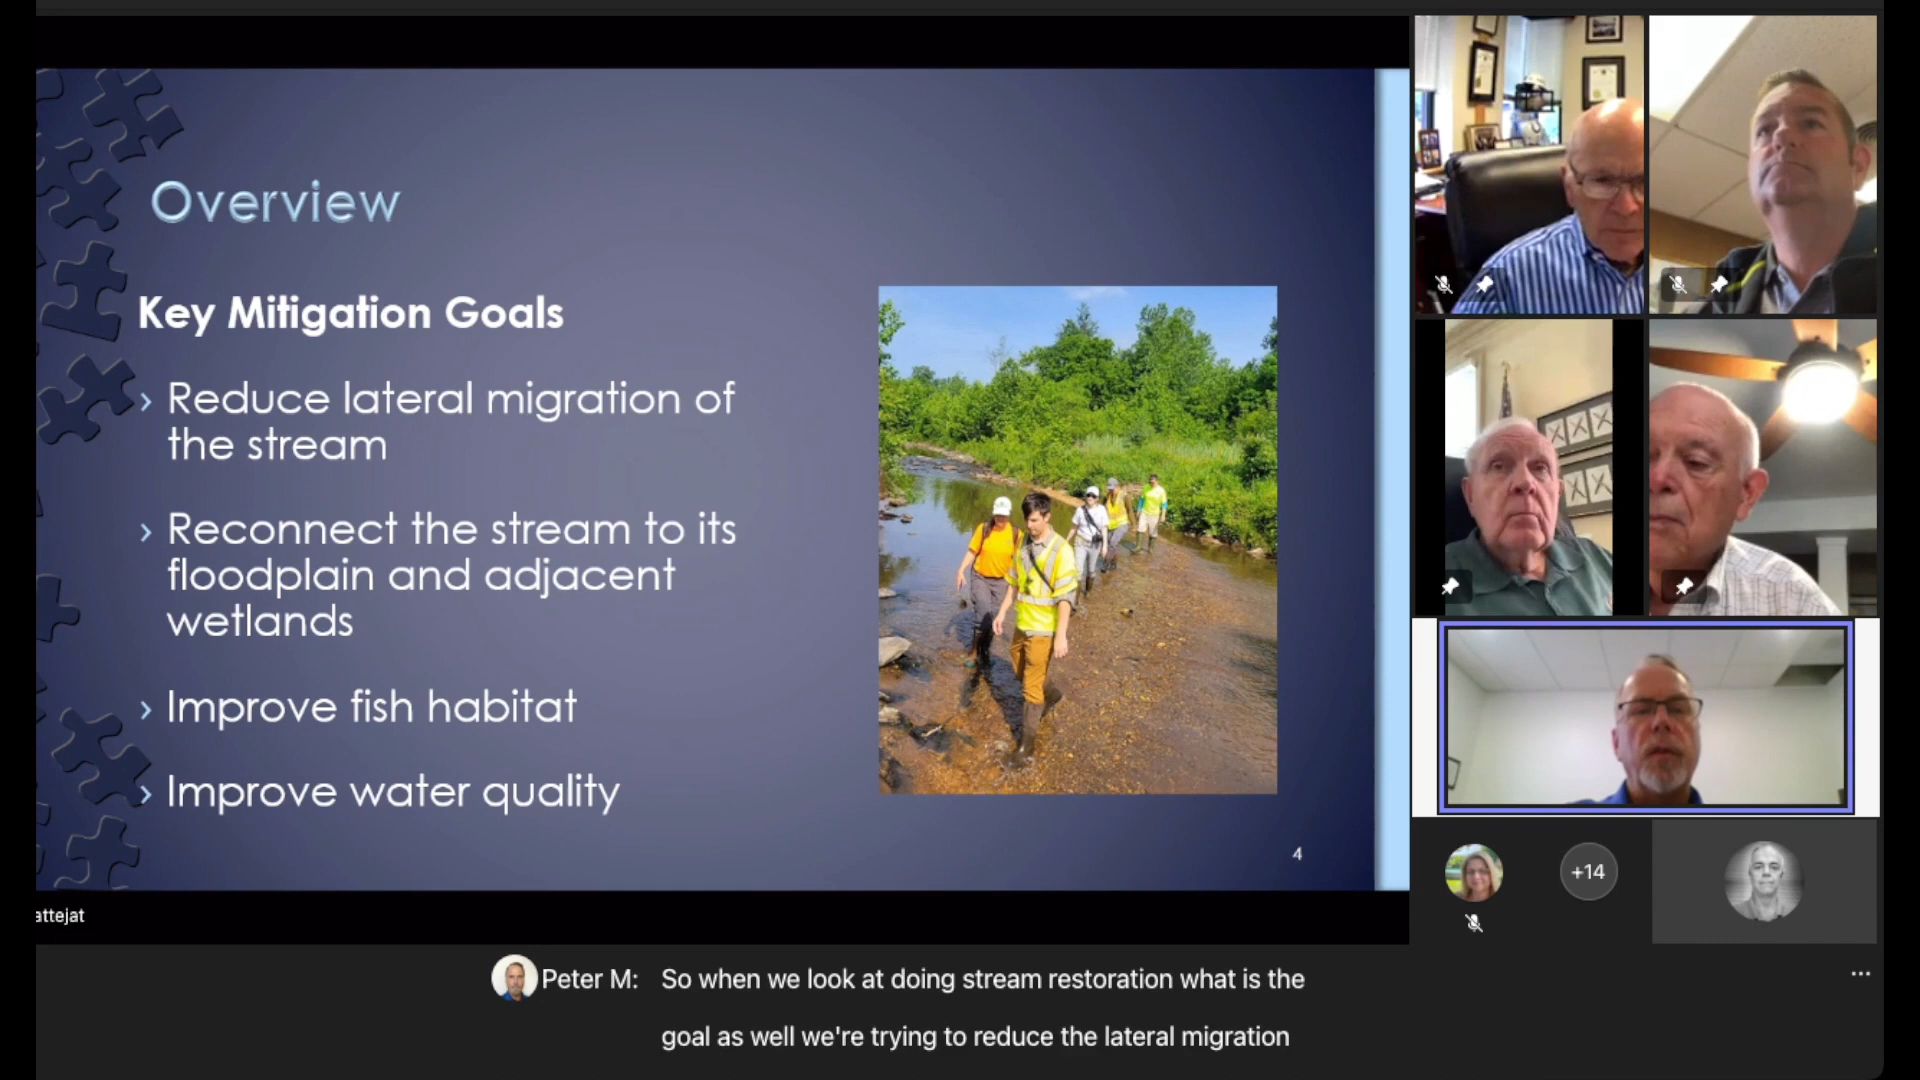 Overview
Key Mitigation Goals
› Reduce lateral migration of
the stream
› Reconnect the stream to its
floodplain and adjacent
wetlands
› Improve fish habitat
› Improve water quality
4
+14
attejat
Peter M: So when we look at doing stream restoration what is the
goal as well we're trying to reduce the lateral migration